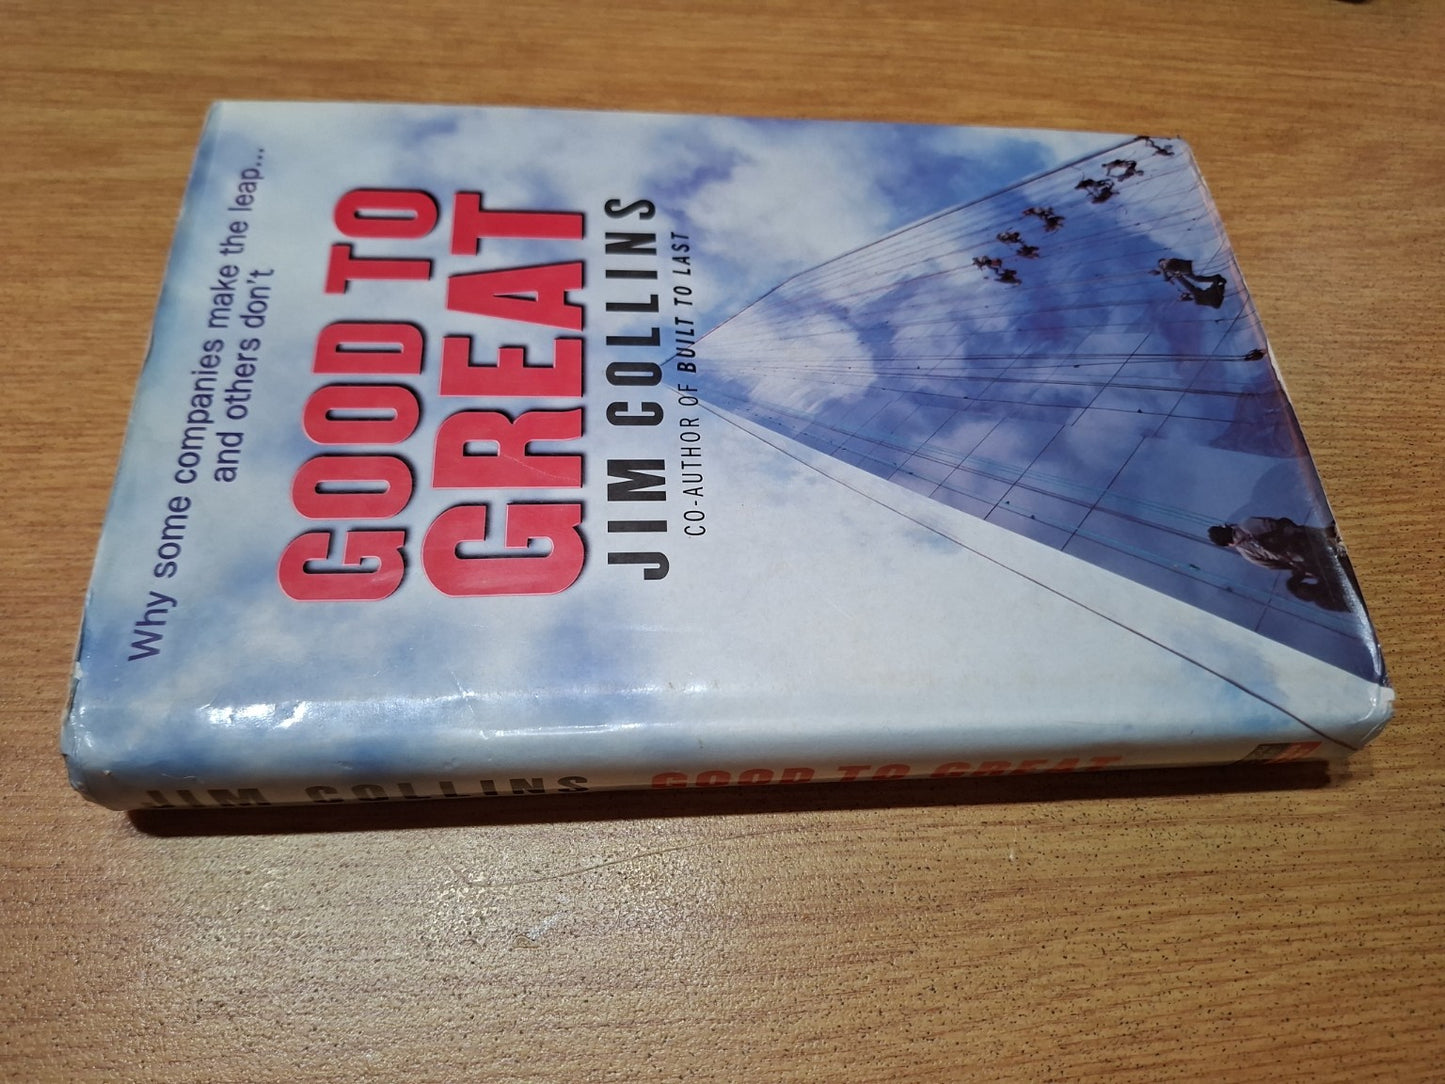 Why some companies make the leap...
and others don't
GOOD TO
GREAT
JIM COLLINS
CO-AUTHOR OF BUILT TO LAST
JIM COLLINS GOOD TO GREAT